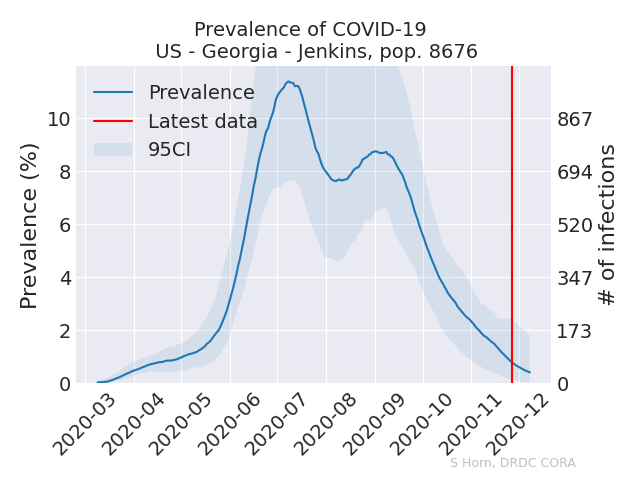 Prevalence of COVID-19
US - Georgia - Jenkins, pop. 8676
Prevalence
Latest data
95CI
Prevalence (%)
10
8
6
4
2
0
867
694
520
347
173
0
# of infections
2020-03
2020-04
2020-05
2020-06
2020-07
2020-08
2020-09
2020-10
2020-11
2020-12
S Horn, DRDC CORA